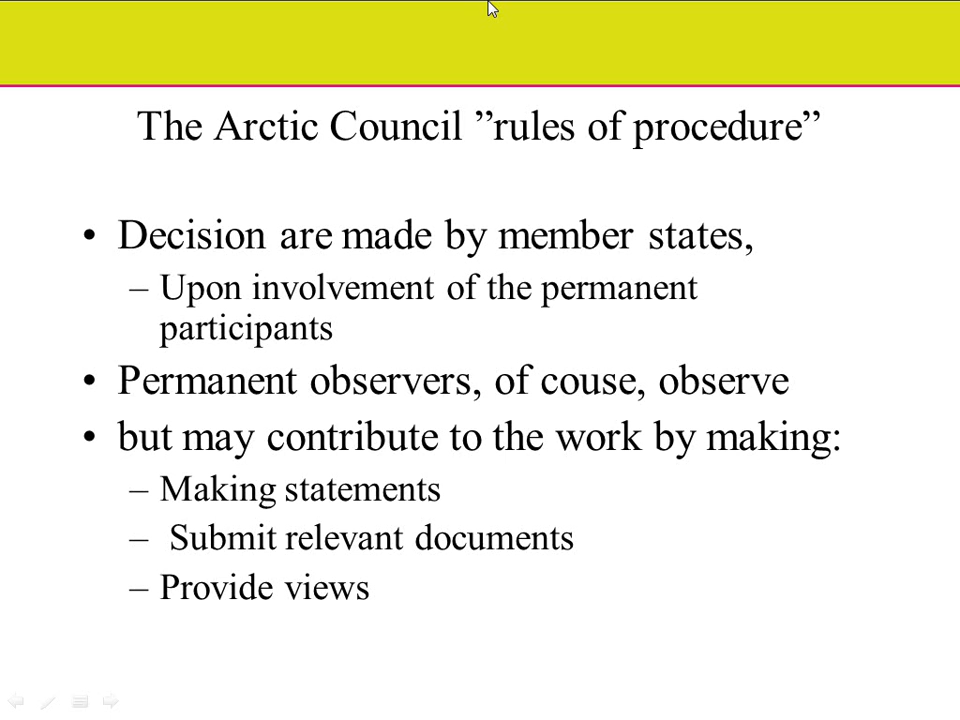 The Arctic Council ”rules of procedure”
• Decision are made by member states,
– Upon involvement of the permanent
participants
• Permanent observers, of couse, observe
• but may contribute to the work by making:
– Making statements
– Submit relevant documents
– Provide views